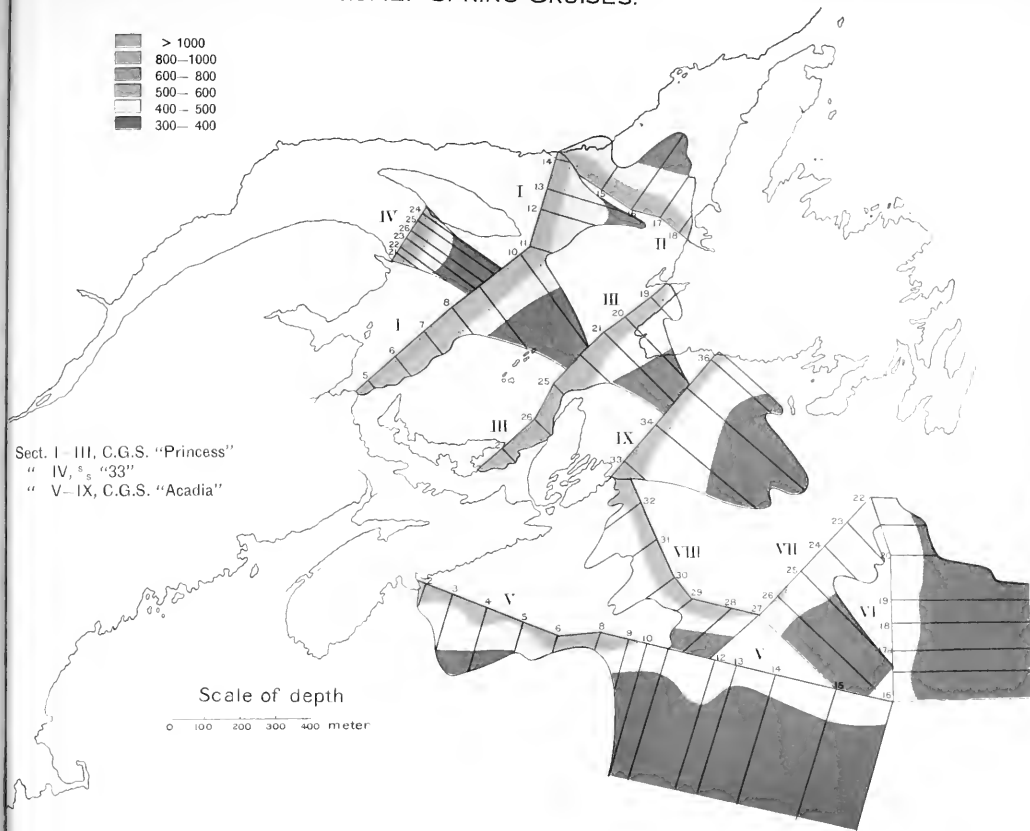 SPRING CRUISES.
> 1000
800—1000
600 — 800
500 — 600
400 — 500
300 — 400
14
I
13
15
16
17
18
II
12
IV
24
25
26
23
22
21
11
10
III
19
20
21
I
8
7
6
5
36
25
34
III
26
IX
33
Sect. I–III, C.G.S. “Princess”
“ IV, s/s “33”
“ V–IX, C.G.S. “Acadia”
32
22
23
31
VIII
VII
24
30
25
29
28
27
26
VI
19
18
3
V
4
5
6
8
9
10
12
13
V
14
15
16
Scale of depth
0 100 200 300 400 meter